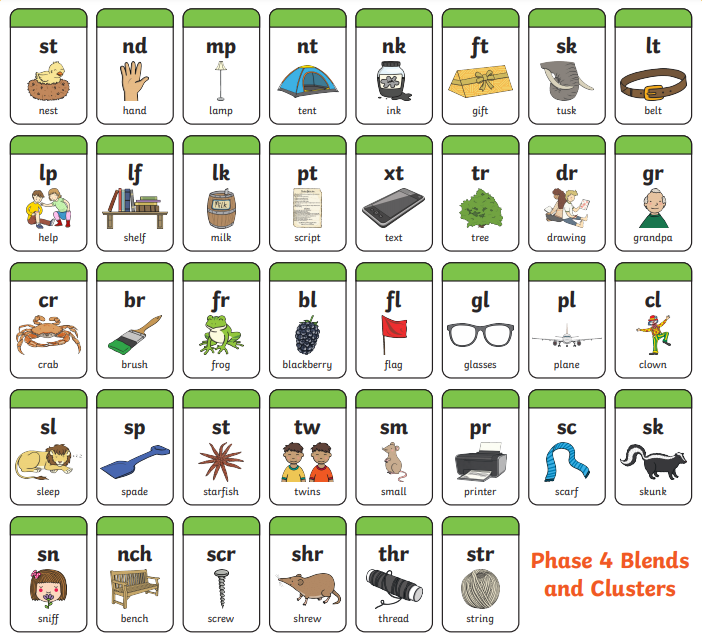 st nd mp nt nk ft sk lt
nest hand lamp tent ink gift tusk belt
lp lf lk pt xt tr dr gr
Milk
help shelf milk script text tree drawing grandpa
cr br fr bl fl gl pl cl
crab brush frog blackberry flag glasses plane clown
sl sp st tw sm pr sc sk
sleep spade starfish twins small printer scarf skunk
sn nch scr shr thr str
sniff bench screw shrew thread string
Phase 4 Blends
and Clusters